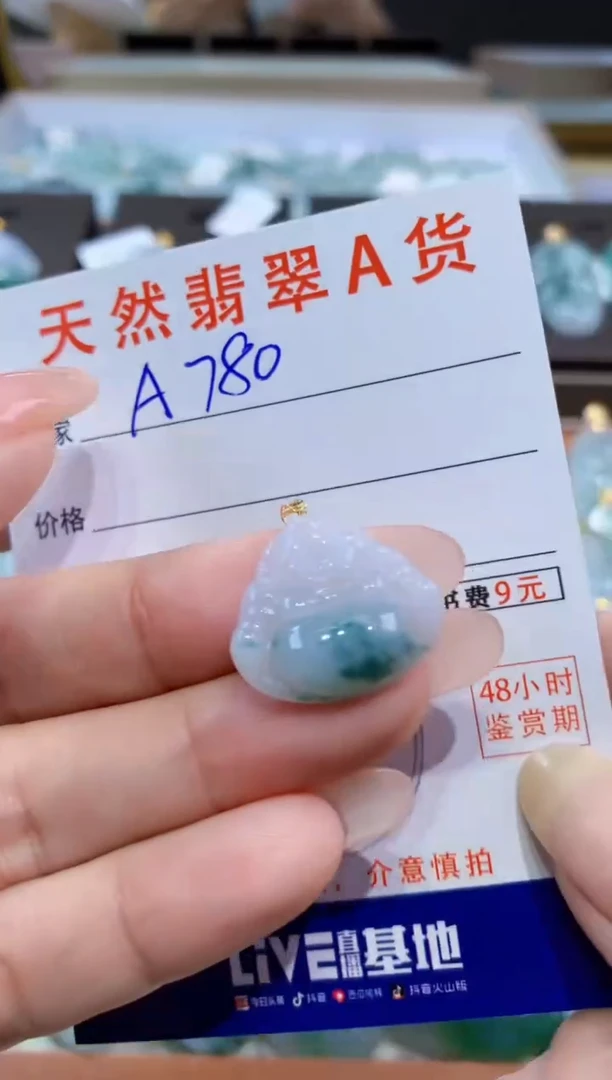 天然翡翠A货
家 A780
价格
书费9元
48小时
鉴赏期
介意慎拍
LiVE直播基地
今日头条 抖音 西瓜视频 抖音火山版